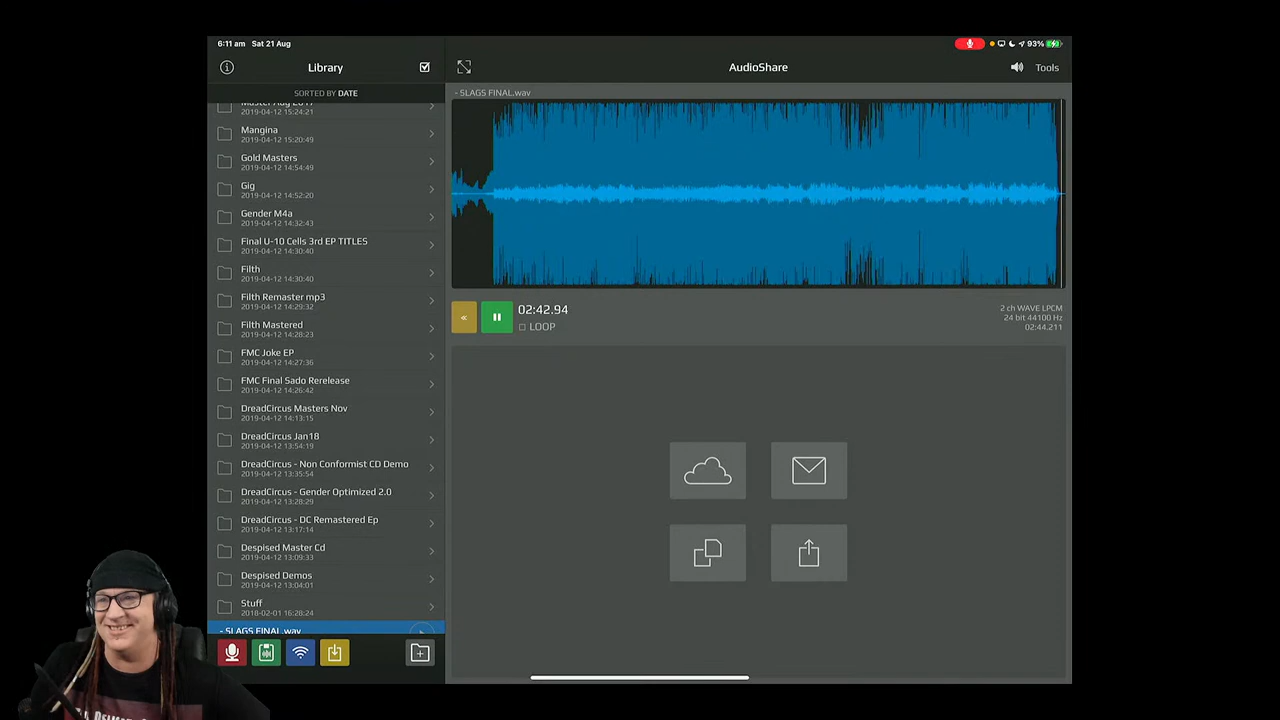 6:11 am Sat 21 Aug
93%
Library
AudioShare
Tools
SORTED BY DATE
2019-04-12 15:24:21
Mangina
2019-04-12 15:20:49
Gold Masters
2019-04-12 14:54:49
Gig
2019-04-12 14:52:20
Gender M4a
2019-04-12 14:32:43
Final U-10 Cells 3rd EP TITLES
2019-04-12 14:30:40
Filth
2019-04-12 14:30:40
Filth Remaster mp3
2019-04-12 14:29:32
Filth Mastered
2019-04-12 14:28:23
FMC Joke EP
2019-04-12 14:27:36
FMC Final Sado Rerelease
2019-04-12 14:26:42
DreadCircus Masters Nov
2019-04-12 14:13:15
DreadCircus Jan18
2019-04-12 13:54:19
DreadCircus - Non Conformist CD Demo
2019-04-12 13:35:54
DreadCircus - Gender Optimized 2.0
2019-04-12 13:28:29
DreadCircus - DC Remastered Ep
2019-04-12 13:17:14
Despised Master Cd
2019-04-12 13:09:33
Despised Demos
2019-04-12 13:04:01
Stuff
2018-02-01 16:28:24
- SLAGS FINAL.wav
- SLAGS FINAL.wav
02:42.94
LOOP
2 ch WAVE LPCM
24 bit 44100 Hz
02:44.211